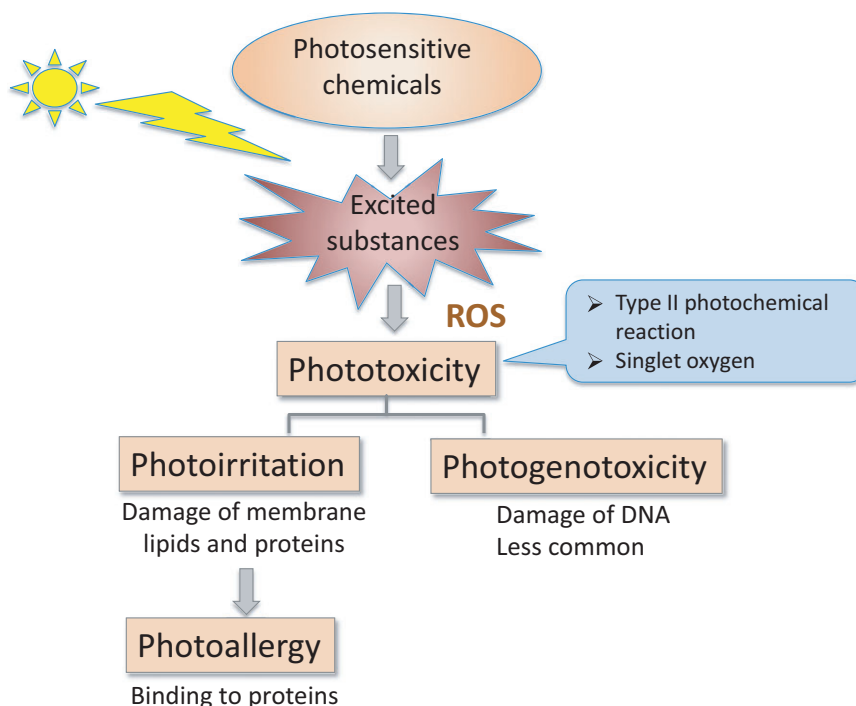 Photosensitive
chemicals
Excited
substances
ROS
➢ Type II photochemical
reaction
➢ Singlet oxygen
Phototoxicity
Photoirritation
Photogenotoxicity
Damage of membrane
lipids and proteins
Damage of DNA
Less common
Photoallergy
Binding to proteins